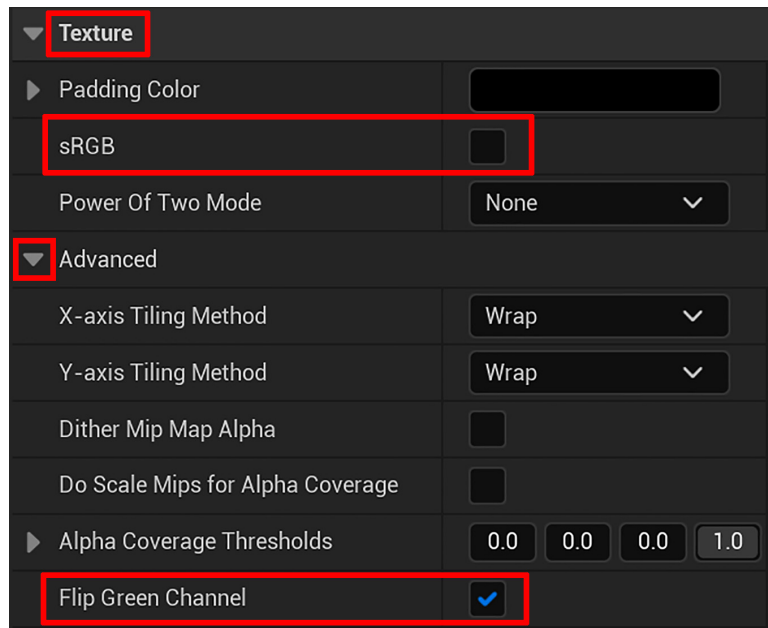 Texture
Padding Color
sRGB
Power Of Two Mode None
Advanced
X-axis Tiling Method Wrap
Y-axis Tiling Method Wrap
Dither Mip Map Alpha
Do Scale Mips for Alpha Coverage
Alpha Coverage Thresholds 0.0 0.0 0.0 1.0
Flip Green Channel